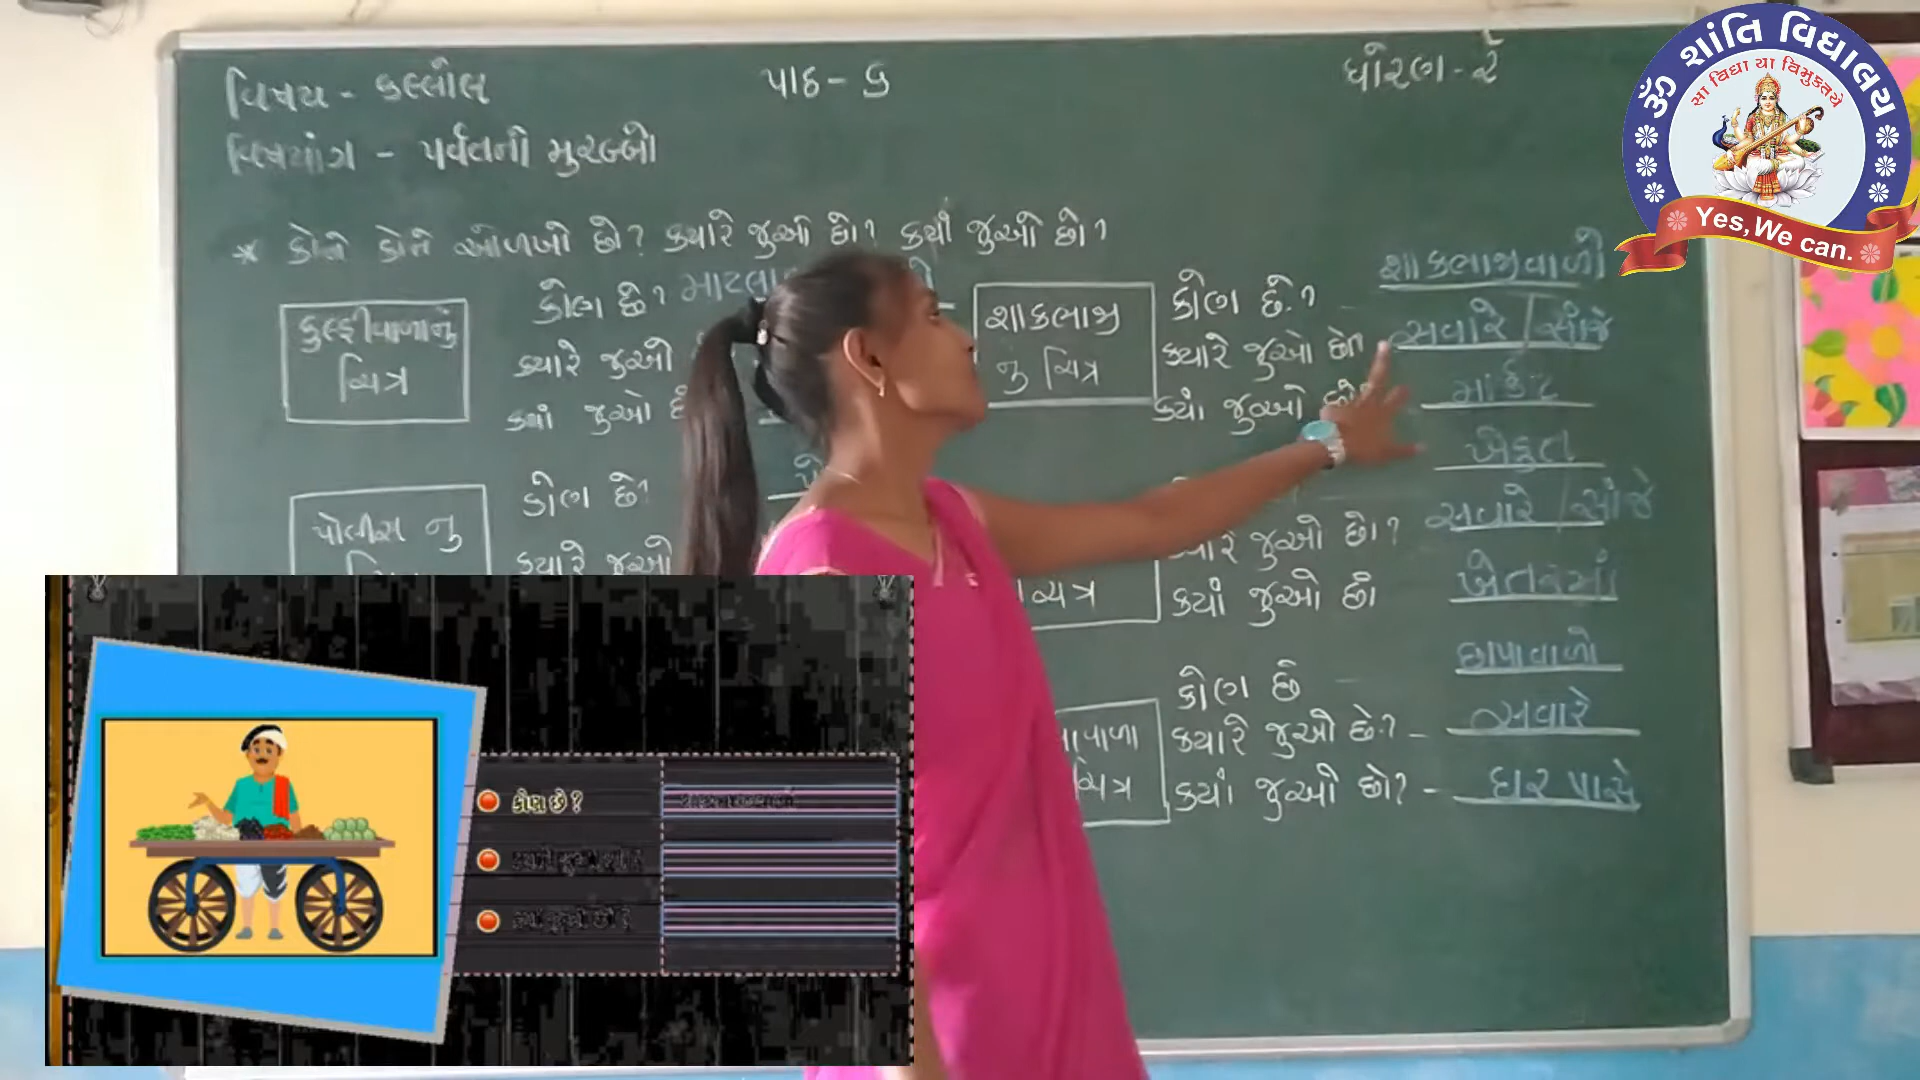 વિષય - કલ્લોલ
પાઠ - ૬
ધોરણ - ૨
વિષયાંગ - પર્વતની મુરબ્બો
* કોને કોને ઓળખો છો? ક્યારે જુઓ છો? ક્યાં જુઓ છો?
કુલ્ફીવાળાનું
ચિત્ર
કોણ છે?
ક્યારે જુઓ
ક્યાં જુઓ
શાકભાજી
નુ ચિત્ર
કોણ છે?
શાકભાજીવાળી
ક્યારે જુઓ છો?
સવારે / સાંજે
ક્યાં જુઓ છો?
માર્કેટ
પોલીસ નુ
કોણ છે?
ક્યારે જુઓ
ચિત્ર
ખેડુત
ક્યારે જુઓ છો?
સવારે / સાંજે
ક્યાં જુઓ છો
ખેતરમાં
ચિત્ર
કોણ છે
છાપાવાળો
ક્યારે જુઓ છે? -
સવારે
ક્યાં જુઓ છો? -
ઘર પાસે
કોણ છે ?
ૐ શાંતિ વિદ્યાલય
સા વિદ્યા યા વિમુક્તયે
Yes, We can.